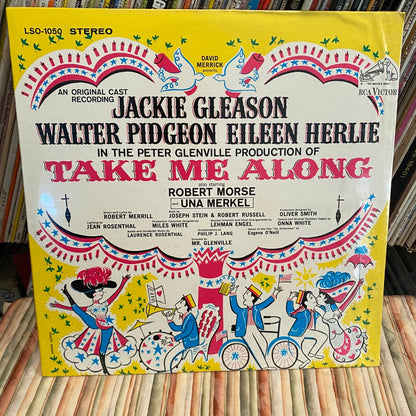 LSO-1050 STEREO
DAVID
MERRICK
presents
AN ORIGINAL CAST
RECORDING
RCA VICTOR
JACKIE GLEASON
WALTER PIDGEON EILEEN HERLIE
IN THE PETER GLENVILLE PRODUCTION OF
TAKE ME ALONG
also starring
ROBERT MORSE
and UNA MERKEL
ROBERT MERRILL
JOSEPH STEIN & ROBERT RUSSELL
OLIVER SMITH
Lighting by
JEAN ROSENTHAL
MILES WHITE
LEHMAN ENGEL
ONNA WHITE
LAURENCE ROSENTHAL
PHILIP J. LANG
Eugene O'Neill
MR. GLENVILLE